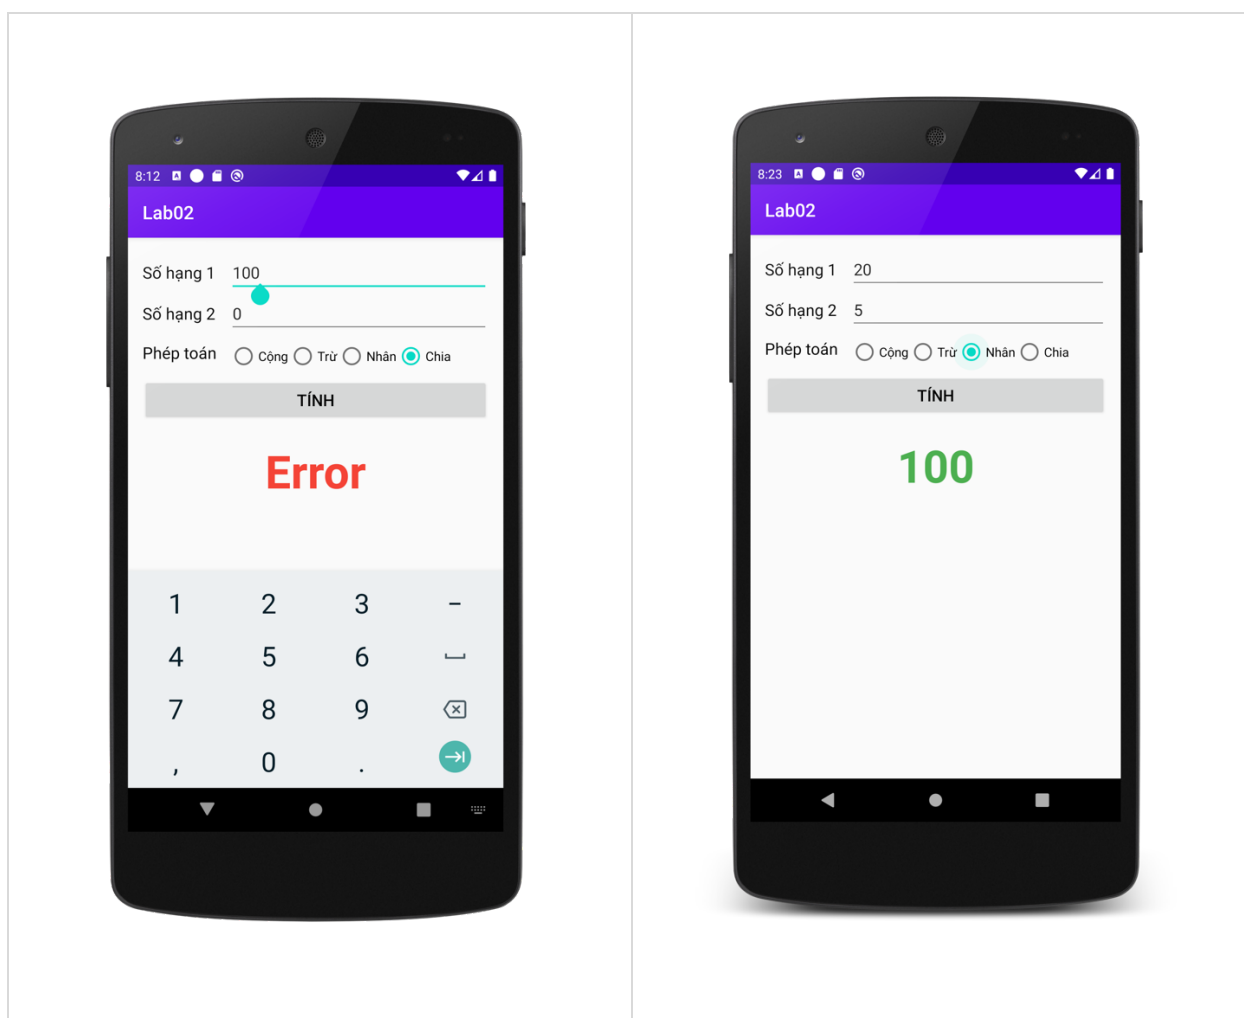 8:12
Lab02
Số hạng 1 100
Số hạng 2 0
Phép toán Cộng Trừ Nhân Chia
TÍNH
Error
1 2 3 -
4 5 6
7 8 9
, 0 .
8:23
Lab02
Số hạng 1 20
Số hạng 2 5
Phép toán Cộng Trừ Nhân Chia
TÍNH
100